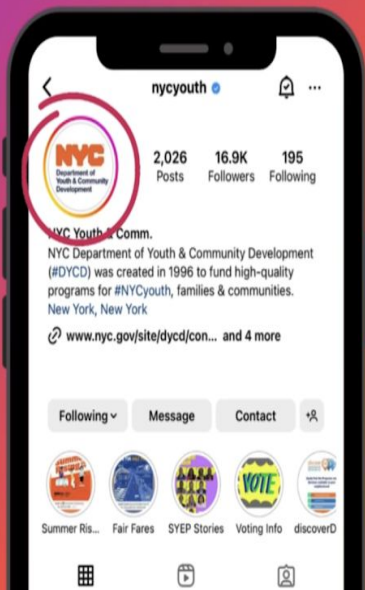 nycyouth
NYC
Department of
Youth & Community
Development
2,026 16.9K 195
Posts Followers Following
NYC Youth & Comm.
NYC Department of Youth & Community Development
(#DYCD) was created in 1996 to fund high-quality
programs for #NYCyouth, families & communities.
New York, New York
www.nyc.gov/site/dycd/con... and 4 more
Following Message Contact
VOTE
Summer Ris... Fair Fares SYEP Stories Voting Info discoverD